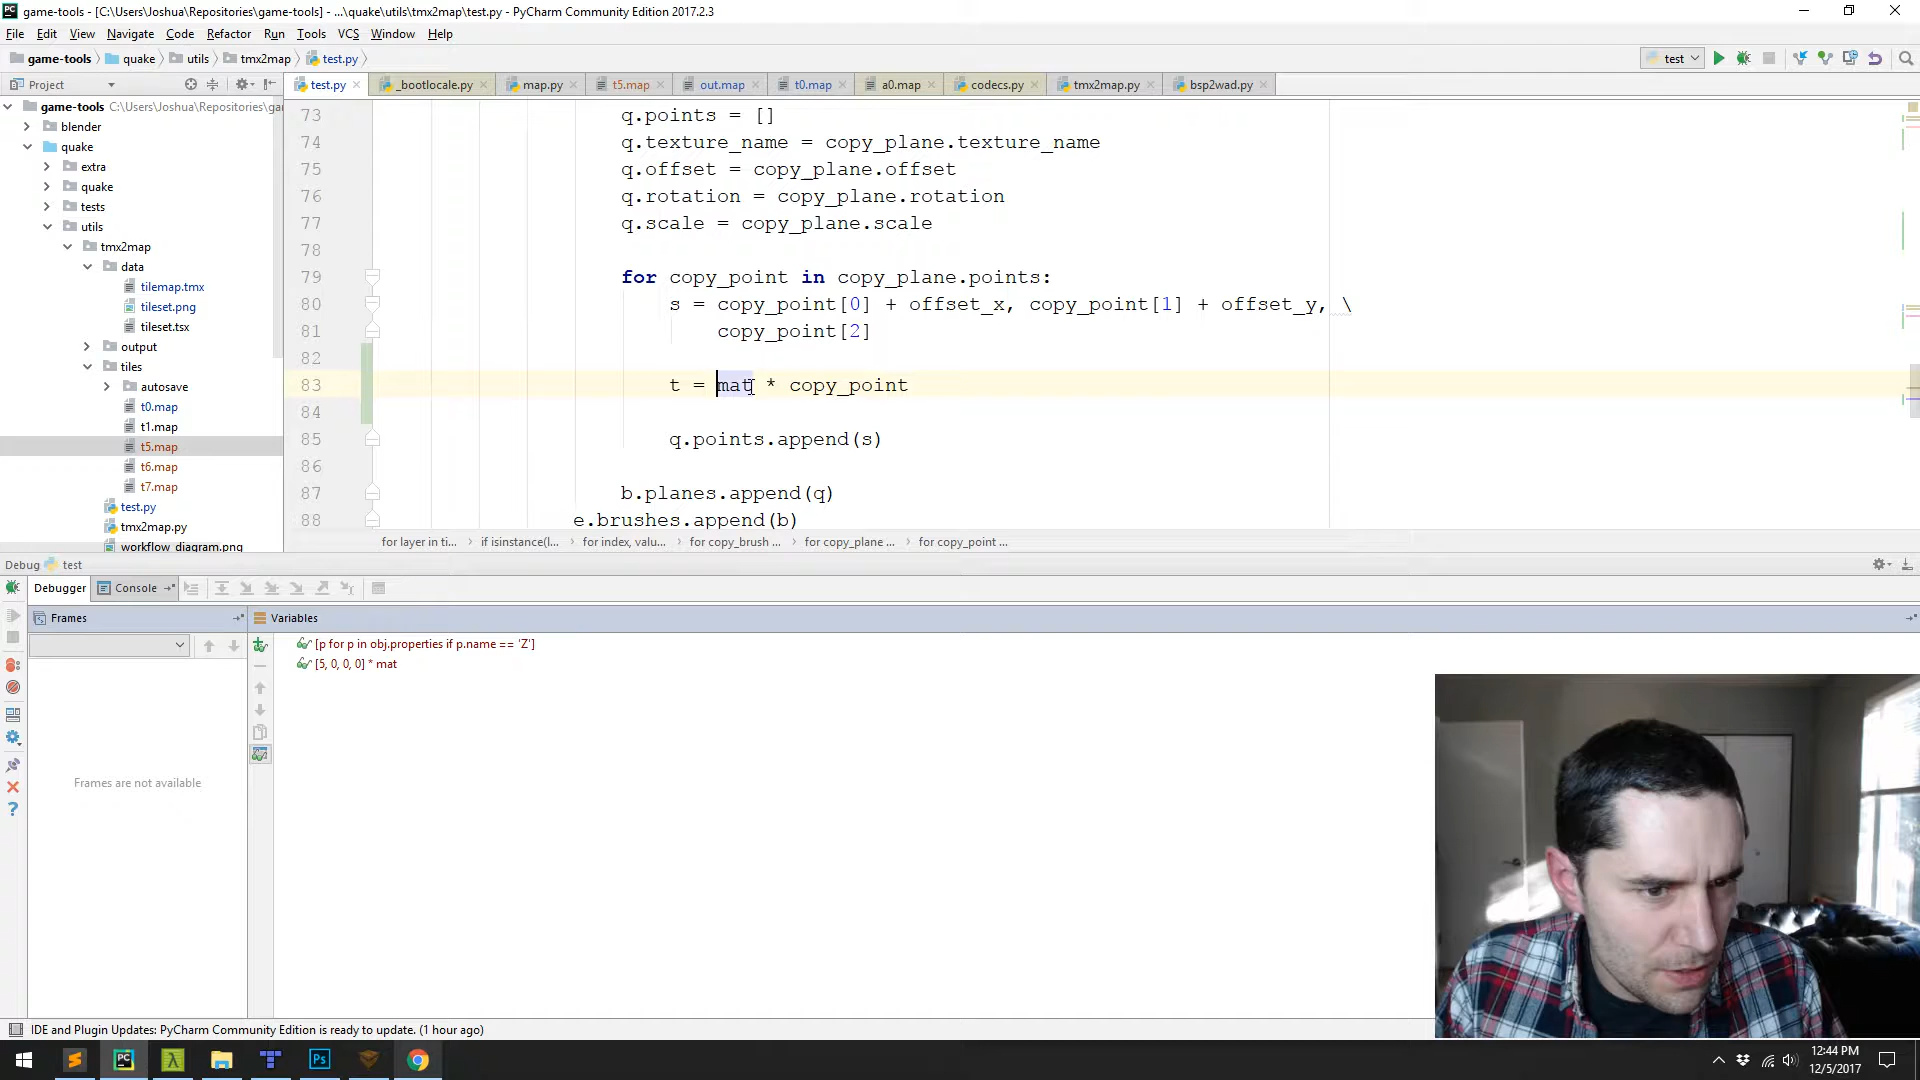 game-tools - [C:\Users\Joshua\Repositories\game-tools] - ...\quake\utils\tmx2map\test.py - PyCharm Community Edition 2017.2.3
File Edit View Navigate Code Refactor Run Tools VCS Window Help
game-tools quake utils tmx2map test.py
test
Project
test.py _bootlocale.py map.py t5.map out.map t0.map a0.map codecs.py tmx2map.py bsp2wad.py
game-tools C:\Users\Joshua\Repositories\ga
blender
quake
extra
quake
tests
utils
tmx2map
data
tilemap.tmx
tileset.png
tileset.tsx
output
tiles
autosave
t0.map
t1.map
t5.map
t6.map
t7.map
test.py
tmx2map.py
workflow_diagram.png
73 q.points = []
74 q.texture_name = copy_plane.texture_name
75 q.offset = copy_plane.offset
76 q.rotation = copy_plane.rotation
77 q.scale = copy_plane.scale
78
79 for copy_point in copy_plane.points:
80 s = copy_point[0] + offset_x, copy_point[1] + offset_y, \
81 copy_point[2]
82
83 t = mat * copy_point
84
85 q.points.append(s)
86
87 b.planes.append(q)
88 e.brushes.append(b)
for layer in ti... if isinstance(l... for index, valu... for copy_brush ... for copy_plane ... for copy_point ...
Debug test
Debugger Console
Frames
Variables
[p for p in obj.properties if p.name == 'Z']
[5, 0, 0, 0] * mat
Frames are not available
IDE and Plugin Updates: PyCharm Community Edition is ready to update. (1 hour ago)
12:44 PM
12/5/2017